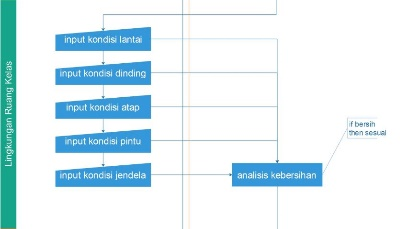 Lingkungan Ruang Kelas
input kondisi lantai
input kondisi dinding
input kondisi atap
input kondisi pintu
input kondisi jendela
analisis kebersihan
if bersih
then sesuai